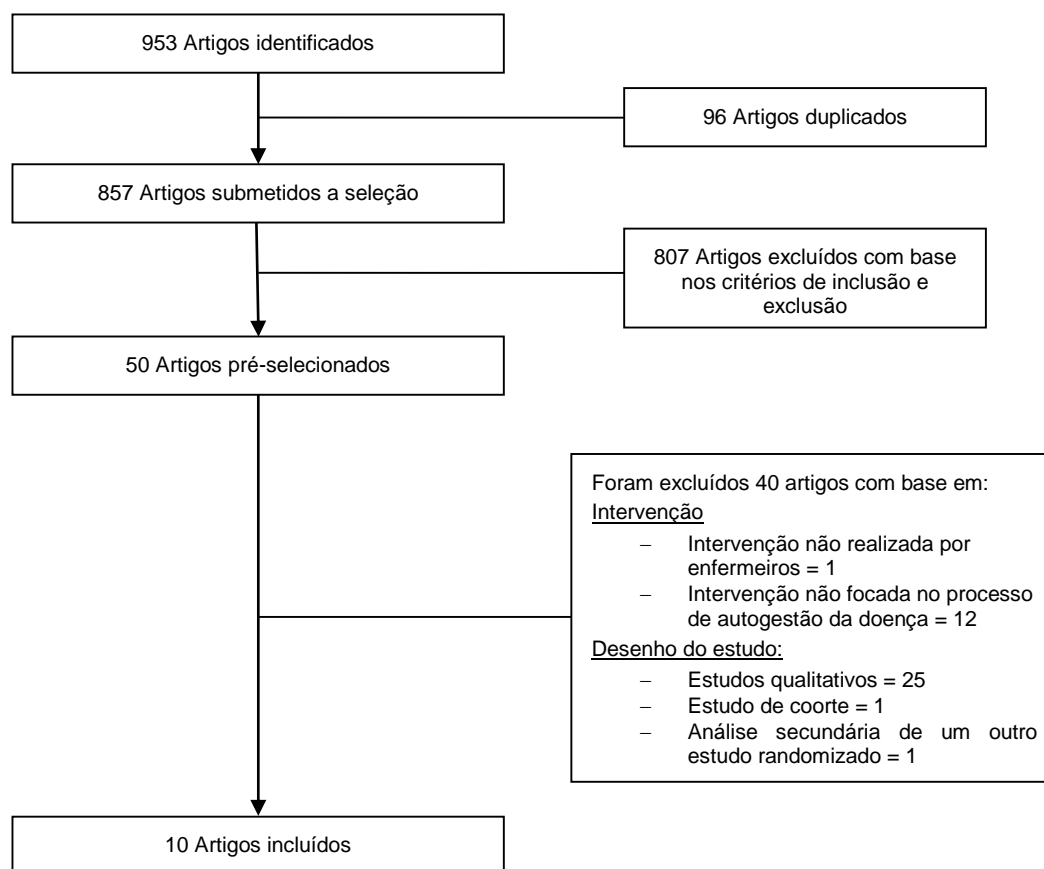 953 Artigos identificados
96 Artigos duplicados
857 Artigos submetidos a seleção
807 Artigos excluídos com base
nos critérios de inclusão e
exclusão
50 Artigos pré-selecionados
Foram excluídos 40 artigos com base em:
Intervenção
– Intervenção não realizada por
enfermeiros = 1
– Intervenção não focada no processo
de autogestão da doença = 12
Desenho do estudo:
– Estudos qualitativos = 25
– Estudo de coorte = 1
– Análise secundária de um outro
estudo randomizado = 1
10 Artigos incluídos